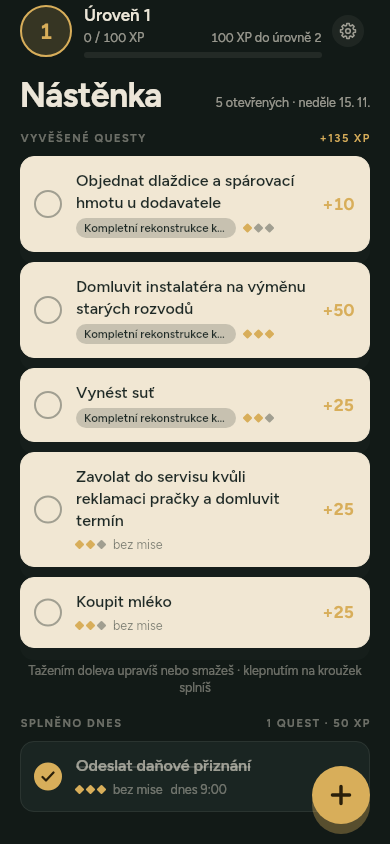 1
Úroveň 1
0 / 100 XP
100 XP do úrovně 2
Nástěnka
5 otevřených · neděle 15. 11.
VYVĚŠENÉ QUESTY
+135 XP
Objednat dlaždice a spárovací
hmotu u dodavatele
Kompletní rekonstrukce k...
+10
Domluvit instalatéra na výměnu
starých rozvodů
Kompletní rekonstrukce k...
+50
Vynést suť
Kompletní rekonstrukce k...
+25
Zavolat do servisu kvůli
reklamaci pračky a domluvit
termín
bez mise
+25
Koupit mléko
bez mise
+25
Tažením doleva upravíš nebo smažeš · klepnutím na kroužek
splníš
SPLNĚNO DNES
1 QUEST · 50 XP
Odeslat daňové přiznání
bez mise dnes 9:00